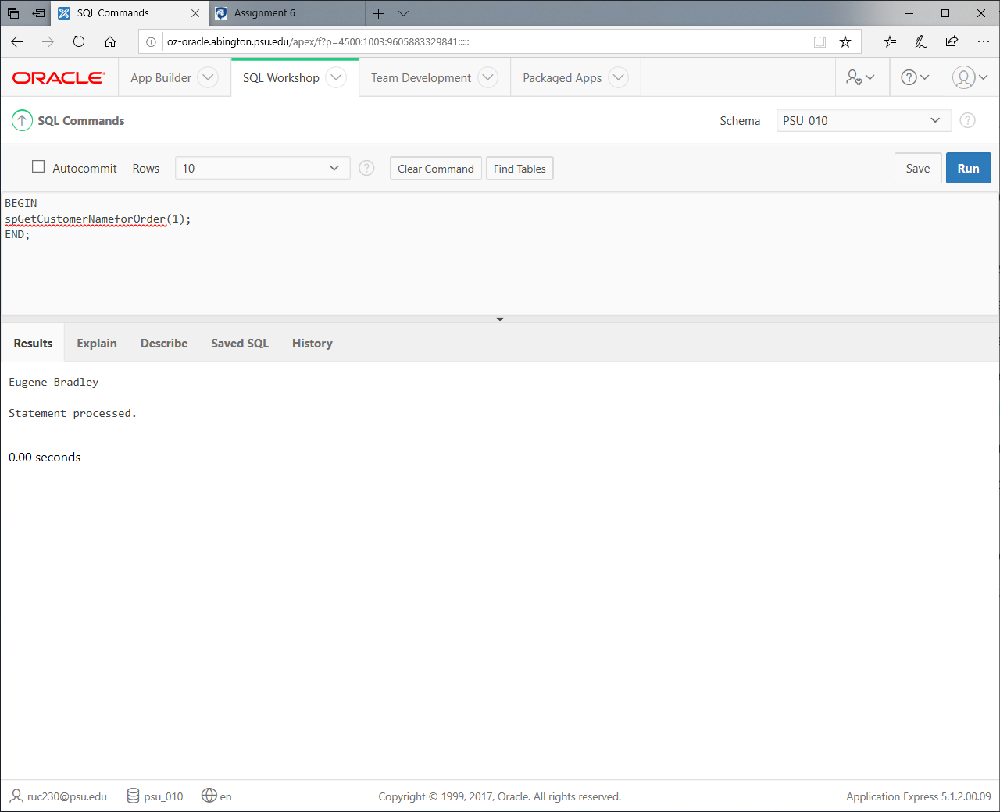 SQL Commands
Assignment 6
oz-oracle.abington.psu.edu/apex/f?p=4500:1003:9605883329841:::::
ORACLE
App Builder
SQL Workshop
Team Development
Packaged Apps
SQL Commands
Schema
PSU_010
Autocommit
Rows
10
Clear Command
Find Tables
Save
Run
BEGIN
spGetCustomerNameforOrder(1);
END;
Results
Explain
Describe
Saved SQL
History
Eugene Bradley
Statement processed.
0.00 seconds
ruc230@psu.edu
psu_010
en
Copyright © 1999, 2017, Oracle. All rights reserved.
Application Express 5.1.2.00.09